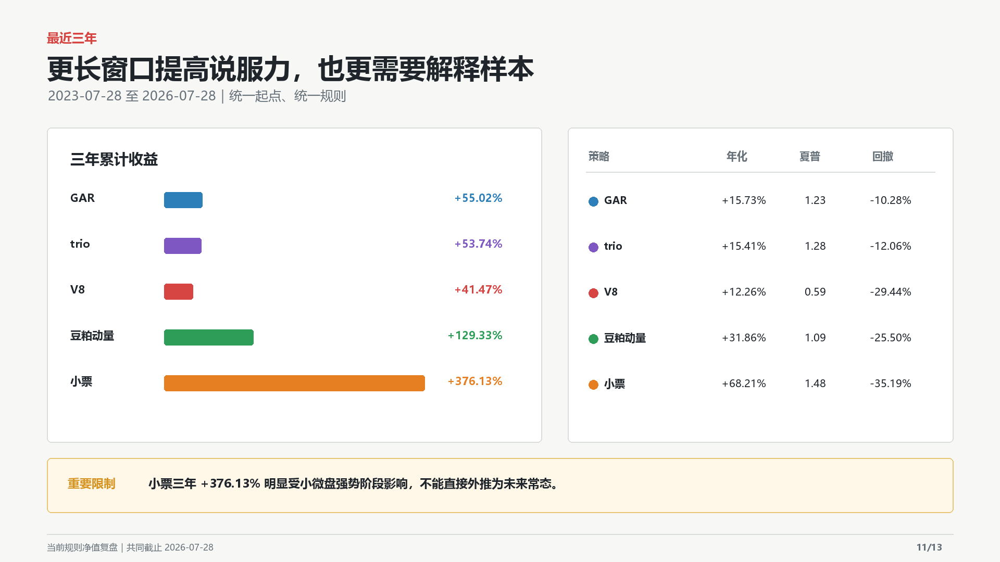 最近三年
更长窗口提高说服力，也更需要解释样本
2023-07-28 至 2026-07-28 | 统一起点、统一规则
三年累计收益
GAR +55.02%
trio +53.74%
V8 +41.47%
豆粕动量 +129.33%
小票 +376.13%
策略 年化 夏普 回撤
GAR +15.73% 1.23 -10.28%
trio +15.41% 1.28 -12.06%
V8 +12.26% 0.59 -29.44%
豆粕动量 +31.86% 1.09 -25.50%
小票 +68.21% 1.48 -35.19%
重要限制 小票三年 +376.13% 明显受小微盘强势阶段影响，不能直接外推为未来常态。
当前规则净值复盘 | 共同截止 2026-07-28
11/13